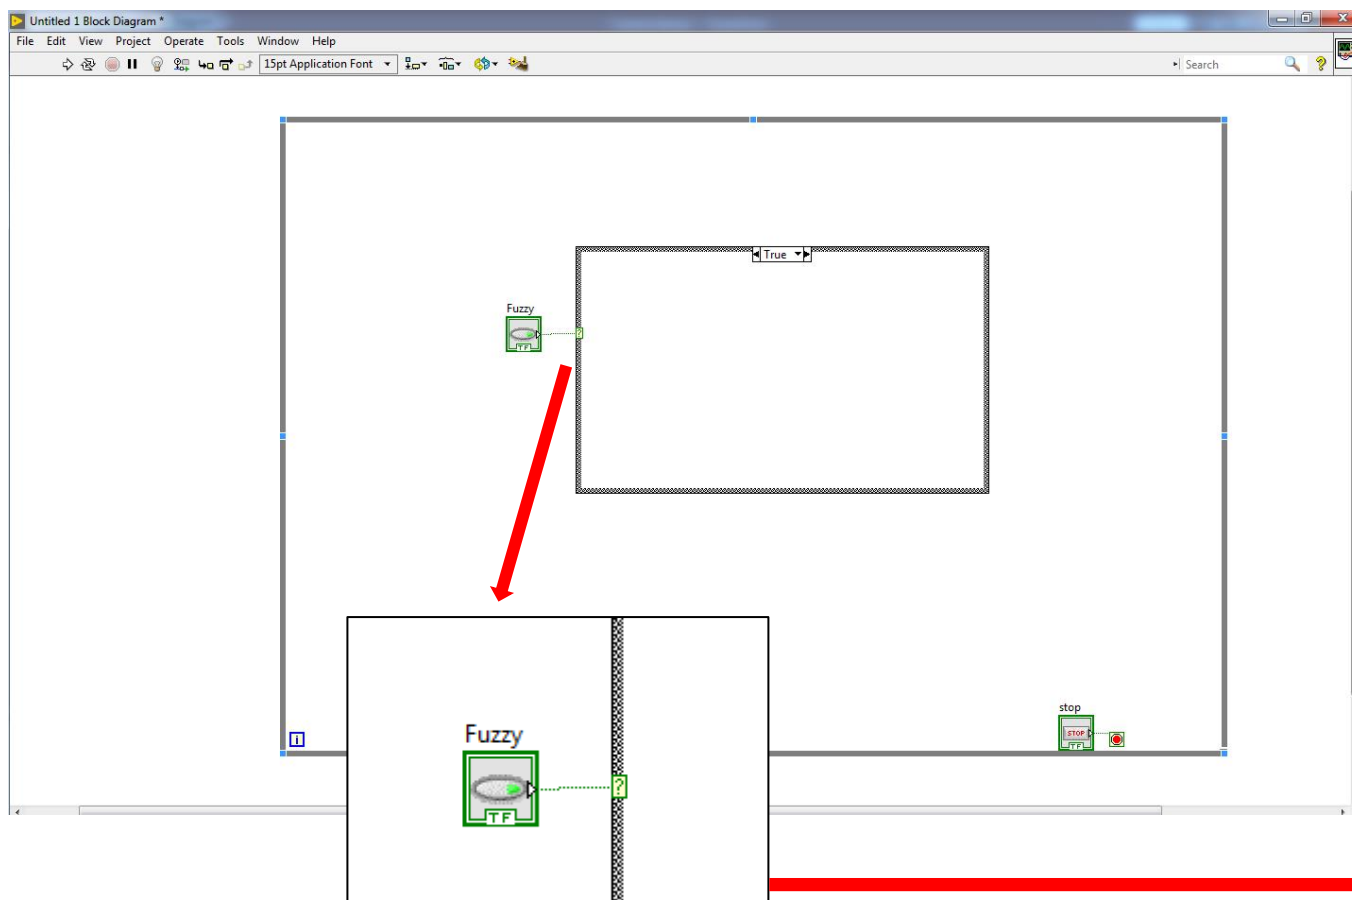 Untitled 1 Block Diagram *
File Edit View Project Operate Tools Window Help
15pt Application Font
Search
True
Fuzzy
?
TF
stop
STOP
TF
i
Fuzzy
?
TF